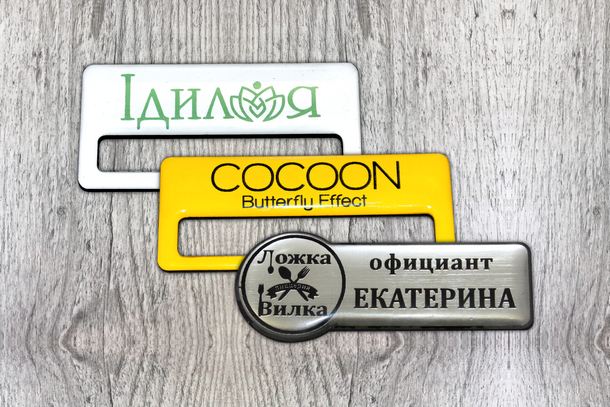 Ідилія
COCOON
Butterfly Effect
Ложка
Вилка
официант
ЕКАТЕРИНА